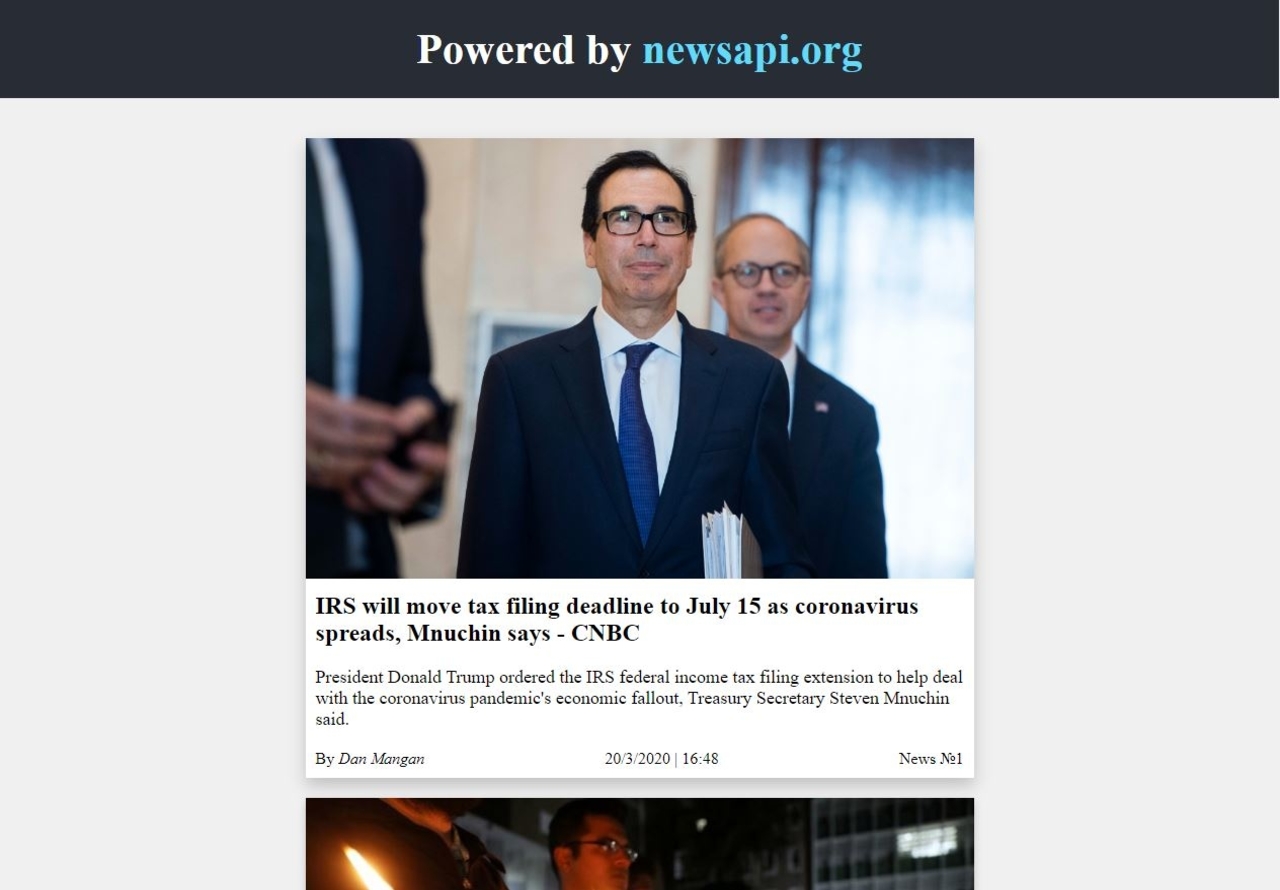 Powered by newsapi.org
IRS will move tax filing deadline to July 15 as coronavirus
spreads, Mnuchin says - CNBC
President Donald Trump ordered the IRS federal income tax filing extension to help deal
with the coronavirus pandemic's economic fallout, Treasury Secretary Steven Mnuchin
said.
By Dan Mangan 20/3/2020 | 16:48 News №1